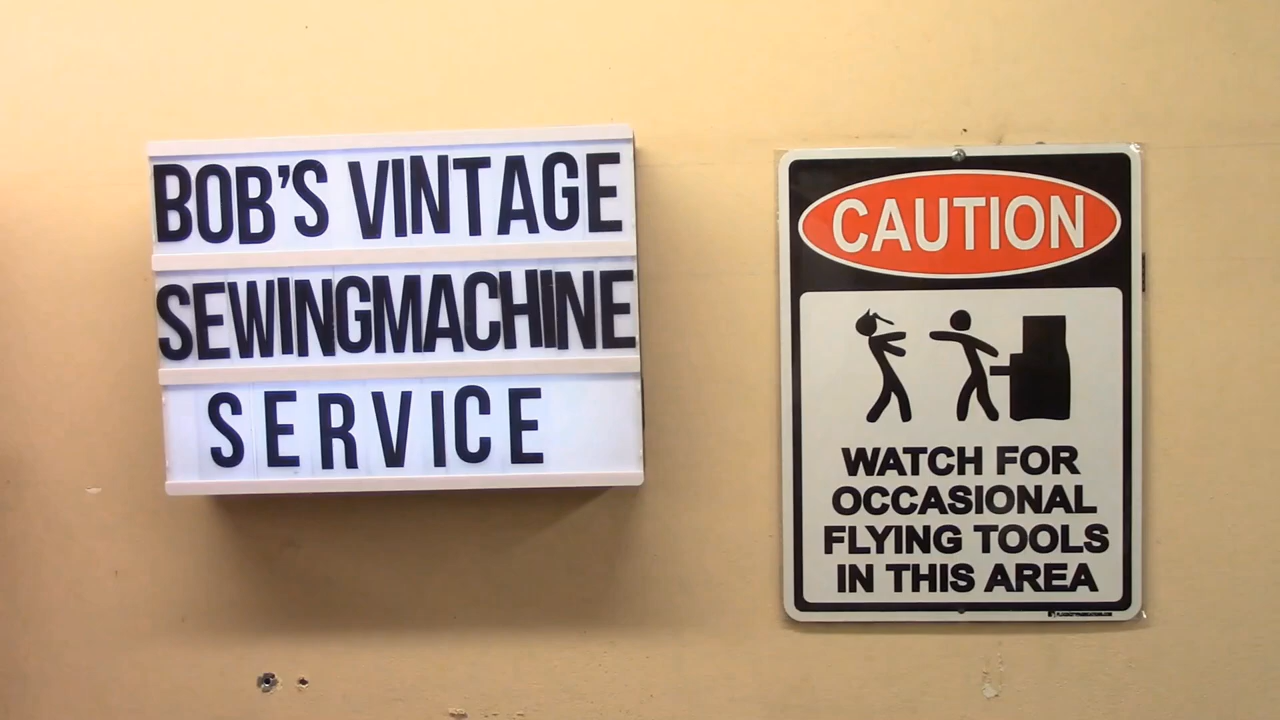 BOB'S VINTAGE
SEWINGMACHINE
SERVICE
CAUTION
WATCH FOR
OCCASIONAL
FLYING TOOLS
IN THIS AREA